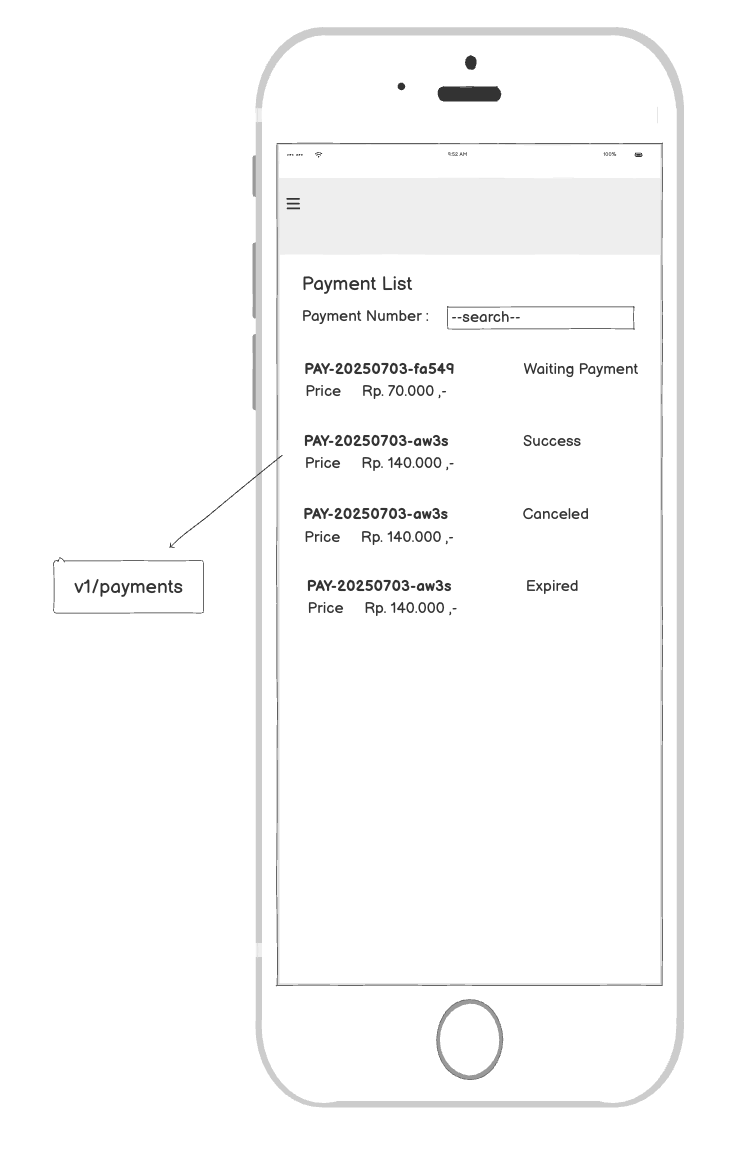 9:52 AM 100%
Payment List
Payment Number : --search--
PAY-20250703-fa549 Waiting Payment
Price Rp. 70.000 ,-
PAY-20250703-aw3s Success
Price Rp. 140.000 ,-
PAY-20250703-aw3s Canceled
Price Rp. 140.000 ,-
v1/payments
PAY-20250703-aw3s Expired
Price Rp. 140.000 ,-